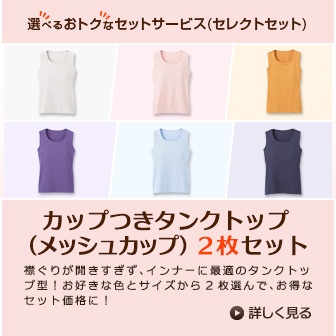 選べるおトクなセットサービス(セレクトセット)
カップつきタンクトップ
(メッシュカップ) 2枚セット
襟ぐりが開きすぎず、インナーに最適のタンクトッ
プ型！お好きな色とサイズから2枚選んで、お得な
セット価格に！
詳しく見る